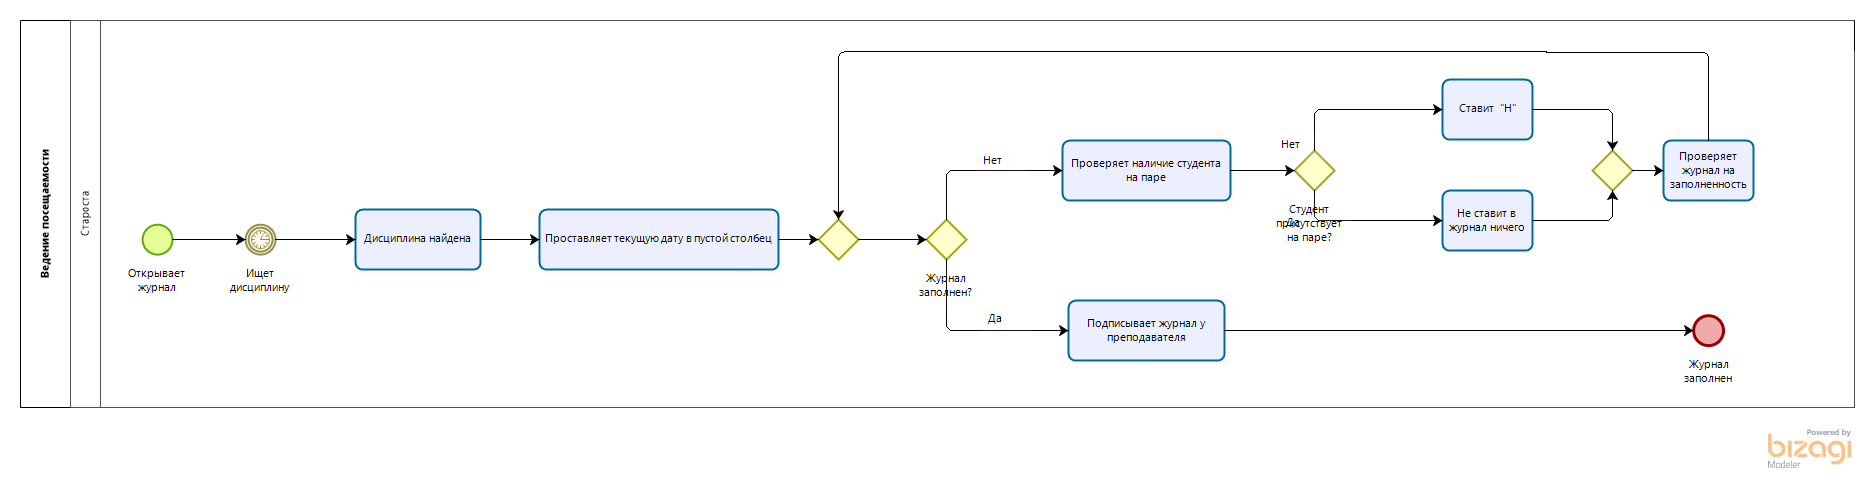 Ведение посещаемости
Староста
Открывает
журнал
Ищет
дисциплину
Дисциплина найдена
Проставляет текущую дату в пустой столбец
Журнал
заполнен?
Нет
Проверяет наличие студента
на паре
Нет
Студент
присутствует
на паре?
Да
Ставит "Н"
Не ставит в
журнал ничего
Проверяет
журнал на
заполненность
Да
Подписывает журнал у
преподавателя
Журнал
заполнен
Powered by
bizagi
Modeler